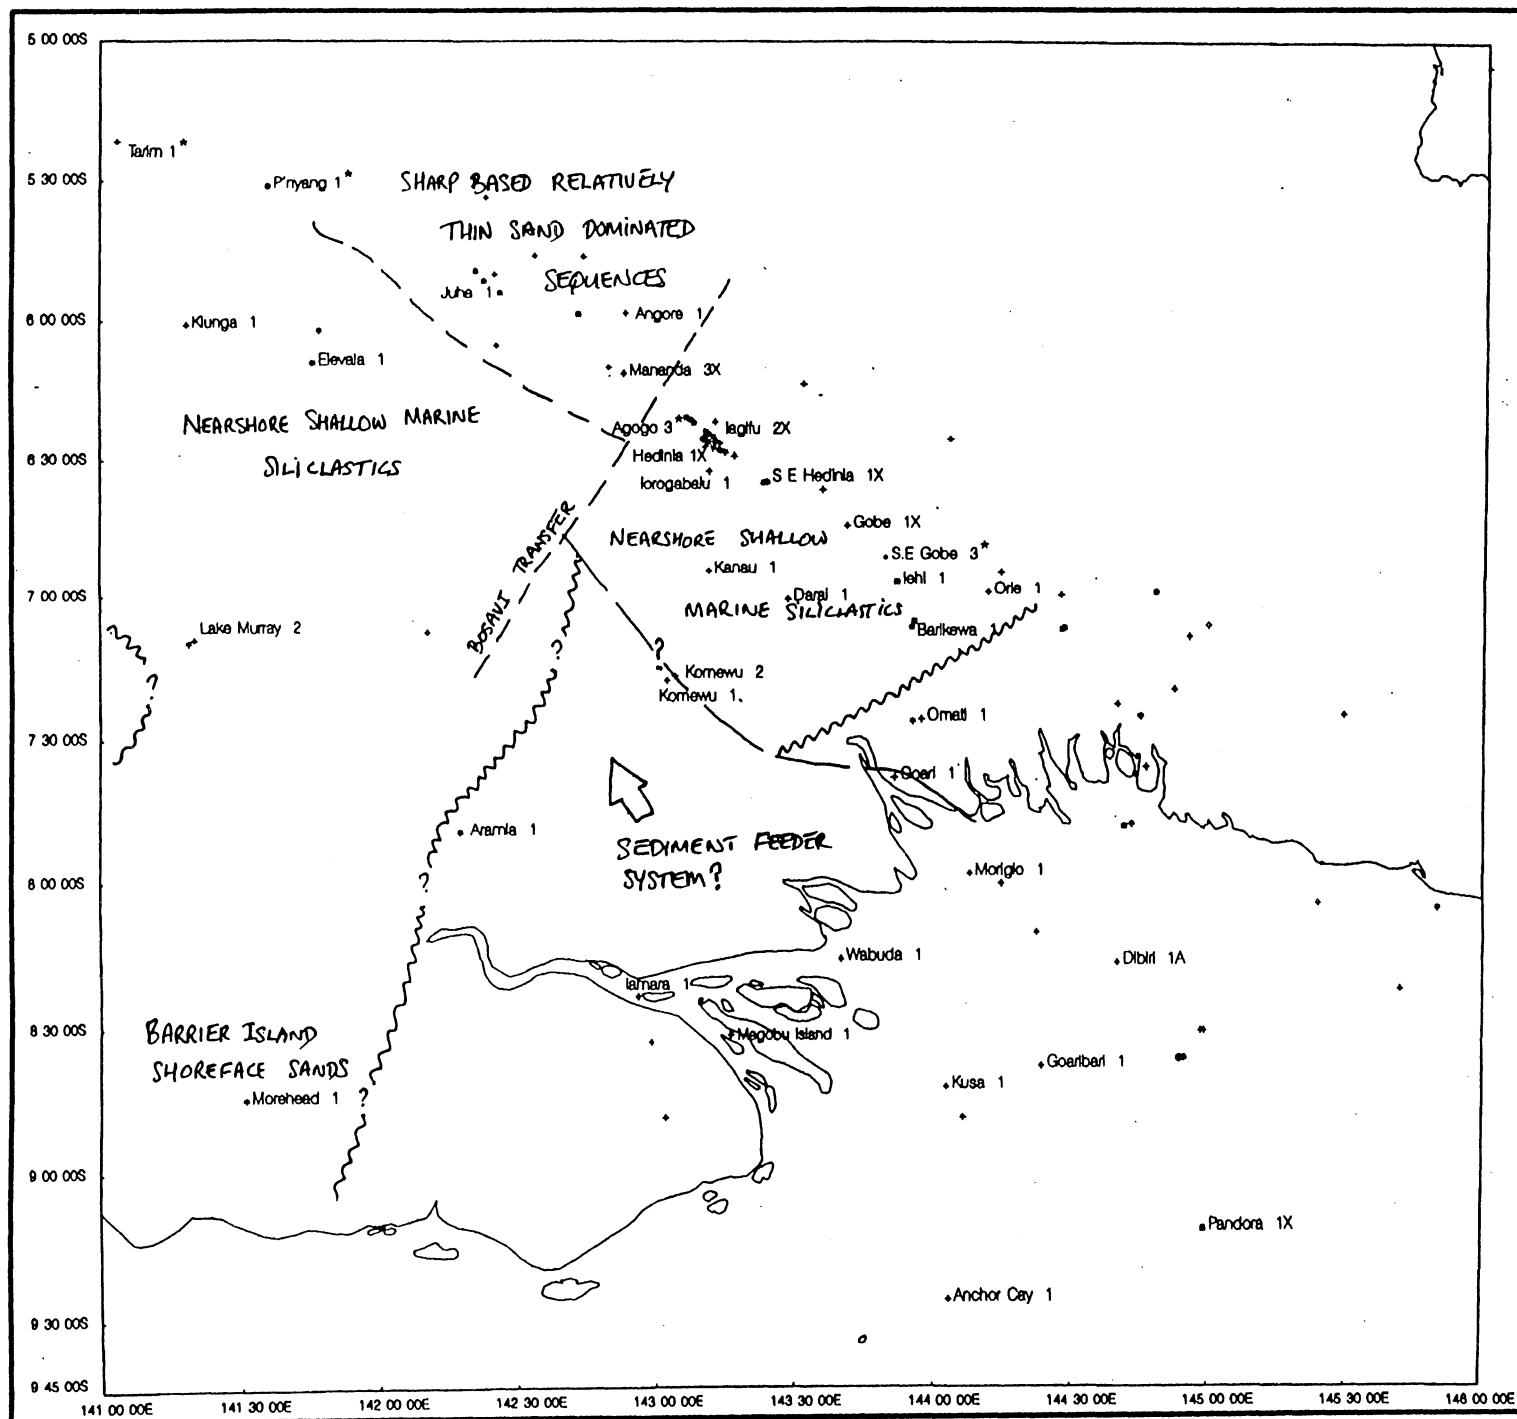 5 00 00S
Tarim 1*
P'nyang 1*
SHARP BASED RELATIVELY
5 30 00S
THIN SAND DOMINATED
SEQUENCES
Juha 1
Angore 1
6 00 00S
Kiunga 1
Elevala 1
Mananda 3X
NEARSHORE SHALLOW MARINE
SILICLASTICS
Agogo 3*
Iagifu 2X
Hedinia 1X
6 30 00S
Iorogabaiu 1
S E Hedinia 1X
BOSAVI TRANSFER
Gobe 1X
NEARSHORE SHALLOW
S.E Gobe 3*
Kanau 1
Iehi 1
Orie 1
7 00 00S
Darai 1
MARINE SILICLASTICS
Barikewa 1
Lake Murray 2
?
?
?
Komewu 2
Komewu 1
Omati 1
7 30 00S
Goari 1
Aramia 1
SEDIMENT FEEDER
SYSTEM?
Morigio 1
8 00 00S
?
Wabuda 1
Dibiri 1A
Iamara 1
8 30 00S
BARRIER ISLAND
SHOREFACE SANDS
Magobu Island 1
Goaribari 1
Kusa 1
Morehead 1
?
9 00 00S
Pandora 1X
Anchor Cay 1
9 30 00S
9 45 00S
141 00 00E 141 30 00E 142 00 00E 142 30 00E 143 00 00E 143 30 00E 144 00 00E 144 30 00E 145 00 00E 145 30 00E 146 00 00E